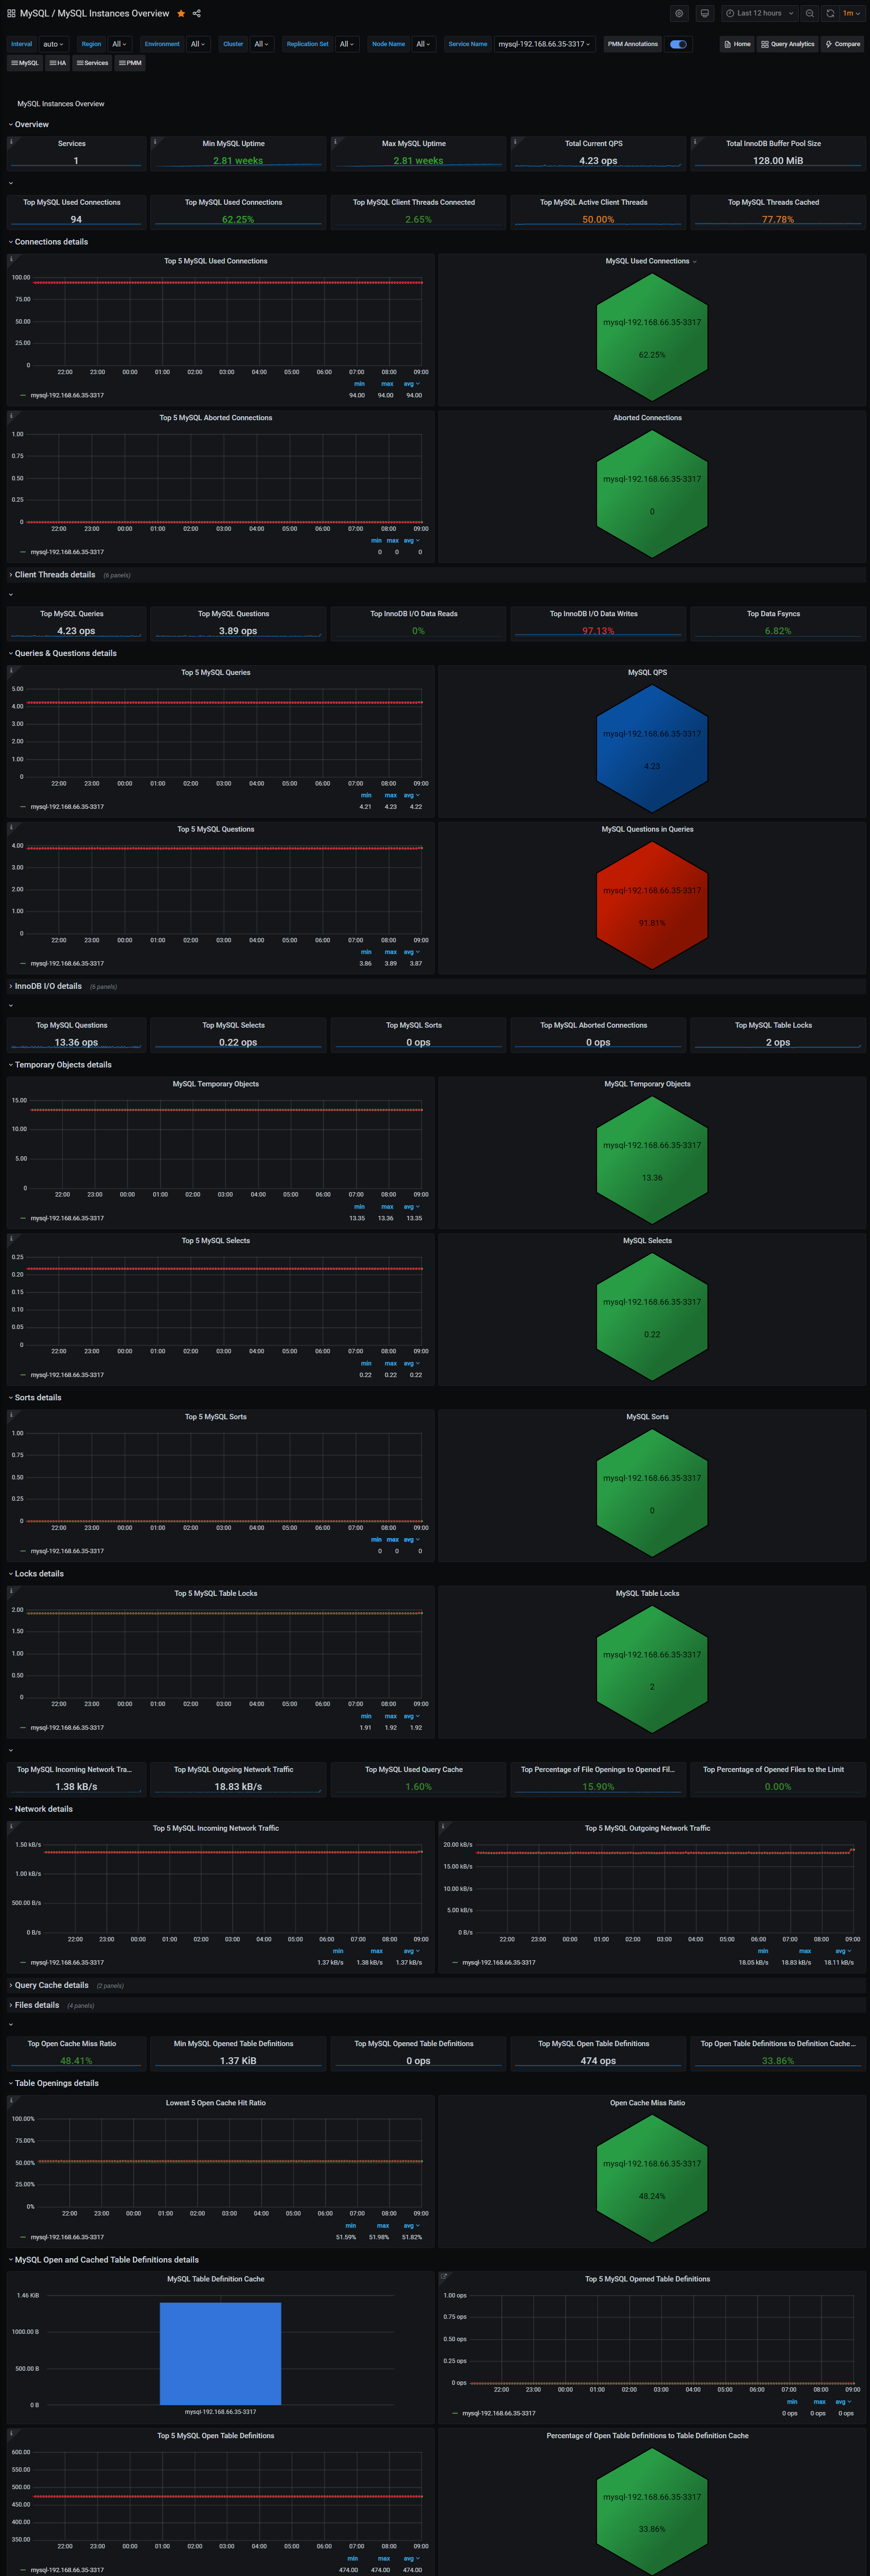 MySQL / MySQL Instances Overview Last 12 hours 1m
Interval auto Region All Environment All Cluster All Replication Set All Node Name All Service Name mysql-192.168.66.35-3317 PMM Annotations Home Query Analytics Compare
MySQL HA Services PMM
MySQL Instances Overview
Overview
Services Min MySQL Uptime Max MySQL Uptime Total Current QPS Total InnoDB Buffer Pool Size
1 2.81 weeks 2.81 weeks 4.23 ops 128.00 MiB
Top MySQL Used Connections Top MySQL Used Connections Top MySQL Client Threads Connected Top MySQL Active Client Threads Top MySQL Threads Cached
94 62.25% 2.65% 50.00% 77.78%
Connections details
Top 5 MySQL Used Connections MySQL Used Connections
100.00
75.00
50.00
25.00
0
22:00 23:00 00:00 01:00 02:00 03:00 04:00 05:00 06:00 07:00 08:00 09:00
min max avg
mysql-192.168.66.35-3317 94.00 94.00 94.00
mysql-192.168.66.35-3317
62.25%
Top 5 MySQL Aborted Connections Aborted Connections
1.00
0.75
0.50
0.25
0
22:00 23:00 00:00 01:00 02:00 03:00 04:00 05:00 06:00 07:00 08:00 09:00
min max avg
mysql-192.168.66.35-3317 0 0 0
mysql-192.168.66.35-3317
0
Client Threads details (6 panels)
Top MySQL Queries Top MySQL Questions Top InnoDB I/O Data Reads Top InnoDB I/O Data Writes Top Data Fsyncs
4.23 ops 3.89 ops 0% 97.13% 6.82%
Queries & Questions details
Top 5 MySQL Queries MySQL QPS
5.00
4.00
3.00
2.00
1.00
0
22:00 23:00 00:00 01:00 02:00 03:00 04:00 05:00 06:00 07:00 08:00 09:00
min max avg
mysql-192.168.66.35-3317 4.21 4.23 4.22
mysql-192.168.66.35-3317
4.23
Top 5 MySQL Questions MySQL Questions in Queries
4.00
3.00
2.00
1.00
0
22:00 23:00 00:00 01:00 02:00 03:00 04:00 05:00 06:00 07:00 08:00 09:00
min max avg
mysql-192.168.66.35-3317 3.86 3.89 3.87
mysql-192.168.66.35-3317
91.81%
InnoDB I/O details (6 panels)
Top MySQL Questions Top MySQL Selects Top MySQL Sorts Top MySQL Aborted Connections Top MySQL Table Locks
13.36 ops 0.22 ops 0 ops 0 ops 2 ops
Temporary Objects details
MySQL Temporary Objects MySQL Temporary Objects
15.00
10.00
5.00
0
22:00 23:00 00:00 01:00 02:00 03:00 04:00 05:00 06:00 07:00 08:00 09:00
min max avg
mysql-192.168.66.35-3317 13.35 13.36 13.35
mysql-192.168.66.35-3317
13.36
Top 5 MySQL Selects MySQL Selects
0.25
0.20
0.15
0.10
0.05
0
22:00 23:00 00:00 01:00 02:00 03:00 04:00 05:00 06:00 07:00 08:00 09:00
min max avg
mysql-192.168.66.35-3317 0.22 0.22 0.22
mysql-192.168.66.35-3317
0.22
Sorts details
Top 5 MySQL Sorts MySQL Sorts
1.00
0.75
0.50
0.25
0
22:00 23:00 00:00 01:00 02:00 03:00 04:00 05:00 06:00 07:00 08:00 09:00
min max avg
mysql-192.168.66.35-3317 0 0 0
mysql-192.168.66.35-3317
0
Locks details
Top 5 MySQL Table Locks MySQL Table Locks
2.00
1.50
1.00
0.50
0
22:00 23:00 00:00 01:00 02:00 03:00 04:00 05:00 06:00 07:00 08:00 09:00
min max avg
mysql-192.168.66.35-3317 1.91 1.92 1.92
mysql-192.168.66.35-3317
2
Top MySQL Incoming Network Tra... Top MySQL Outgoing Network Traffic Top MySQL Used Query Cache Top Percentage of File Openings to Opened Fil... Top Percentage of Opened Files to the Limit
1.38 kB/s 18.83 kB/s 1.60% 15.90% 0.00%
Network details
Top 5 MySQL Incoming Network Traffic Top 5 MySQL Outgoing Network Traffic
1.50 kB/s
1.00 kB/s
500.00 B/s
0 B/s
22:00 23:00 00:00 01:00 02:00 03:00 04:00 05:00 06:00 07:00 08:00 09:00
min max avg
mysql-192.168.66.35-3317 1.37 kB/s 1.38 kB/s 1.37 kB/s
20.00 kB/s
15.00 kB/s
10.00 kB/s
5.00 kB/s
0 B/s
22:00 23:00 00:00 01:00 02:00 03:00 04:00 05:00 06:00 07:00 08:00 09:00
min max avg
mysql-192.168.66.35-3317 18.05 kB/s 18.83 kB/s 18.11 kB/s
Query Cache details (2 panels)
Files details (4 panels)
Top Open Cache Miss Ratio Min MySQL Opened Table Definitions Top MySQL Opened Table Definitions Top MySQL Open Table Definitions Top Open Table Definitions to Definition Cache...
48.41% 1.37 KiB 0 ops 474 ops 33.86%
Table Openings details
Lowest 5 Open Cache Hit Ratio Open Cache Miss Ratio
100.00%
75.00%
50.00%
25.00%
0%
22:00 23:00 00:00 01:00 02:00 03:00 04:00 05:00 06:00 07:00 08:00 09:00
min max avg
mysql-192.168.66.35-3317 51.59% 51.98% 51.82%
mysql-192.168.66.35-3317
48.24%
MySQL Open and Cached Table Definitions details
MySQL Table Definition Cache Top 5 MySQL Opened Table Definitions
1.46 KiB
1000.00 B
500.00 B
0 B
mysql-192.168.66.35-3317
1.00 ops
0.75 ops
0.50 ops
0.25 ops
0 ops
22:00 23:00 00:00 01:00 02:00 03:00 04:00 05:00 06:00 07:00 08:00 09:00
min max avg
mysql-192.168.66.35-3317 0 ops 0 ops 0 ops
Top 5 MySQL Open Table Definitions Percentage of Open Table Definitions to Table Definition Cache
600.00
550.00
500.00
450.00
400.00
350.00
22:00 23:00 00:00 01:00 02:00 03:00 04:00 05:00 06:00 07:00 08:00 09:00
min max avg
mysql-192.168.66.35-3317 474.00 474.00 474.00
mysql-192.168.66.35-3317
33.86%